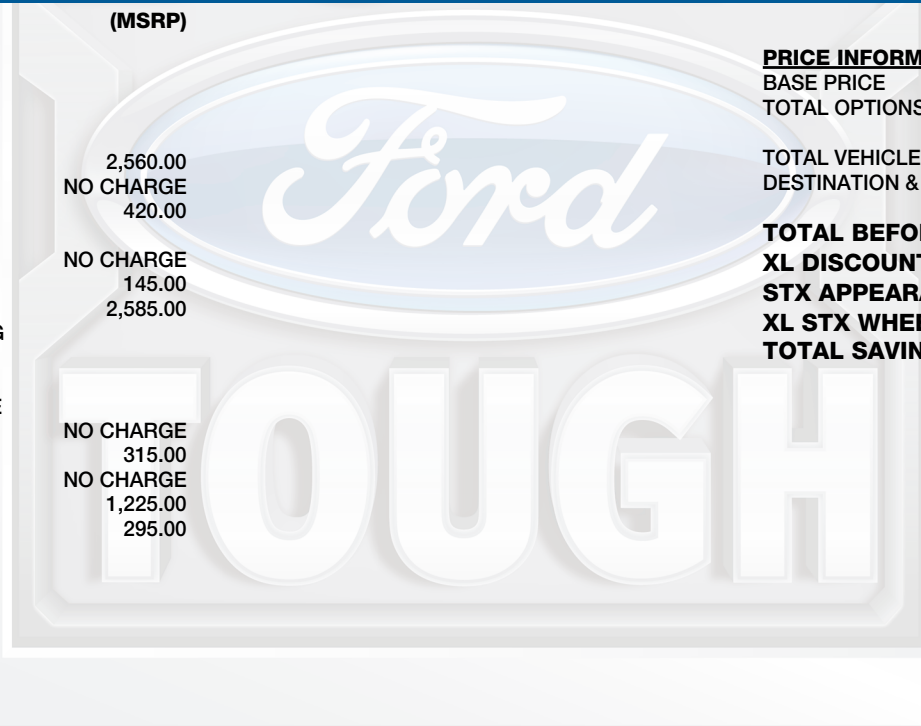 (MSRP)
2,560.00
NO CHARGE
420.00
NO CHARGE
145.00
2,585.00
G
E
NO CHARGE
315.00
NO CHARGE
1,225.00
295.00
PRICE INFORM
BASE PRICE
TOTAL OPTIONS
TOTAL VEHICLE
DESTINATION &
TOTAL BEFO
XL DISCOUNT
STX APPEARA
XL STX WHEE
TOTAL SAVIN
Ford
TOUGH